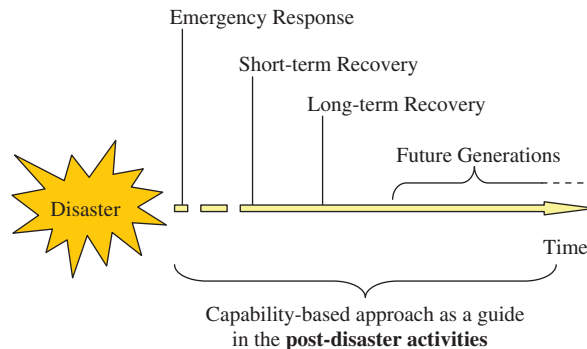 Emergency Response
Short-term Recovery
Long-term Recovery
Future Generations
Disaster
Time
Capability-based approach as a guide
in the post-disaster activities